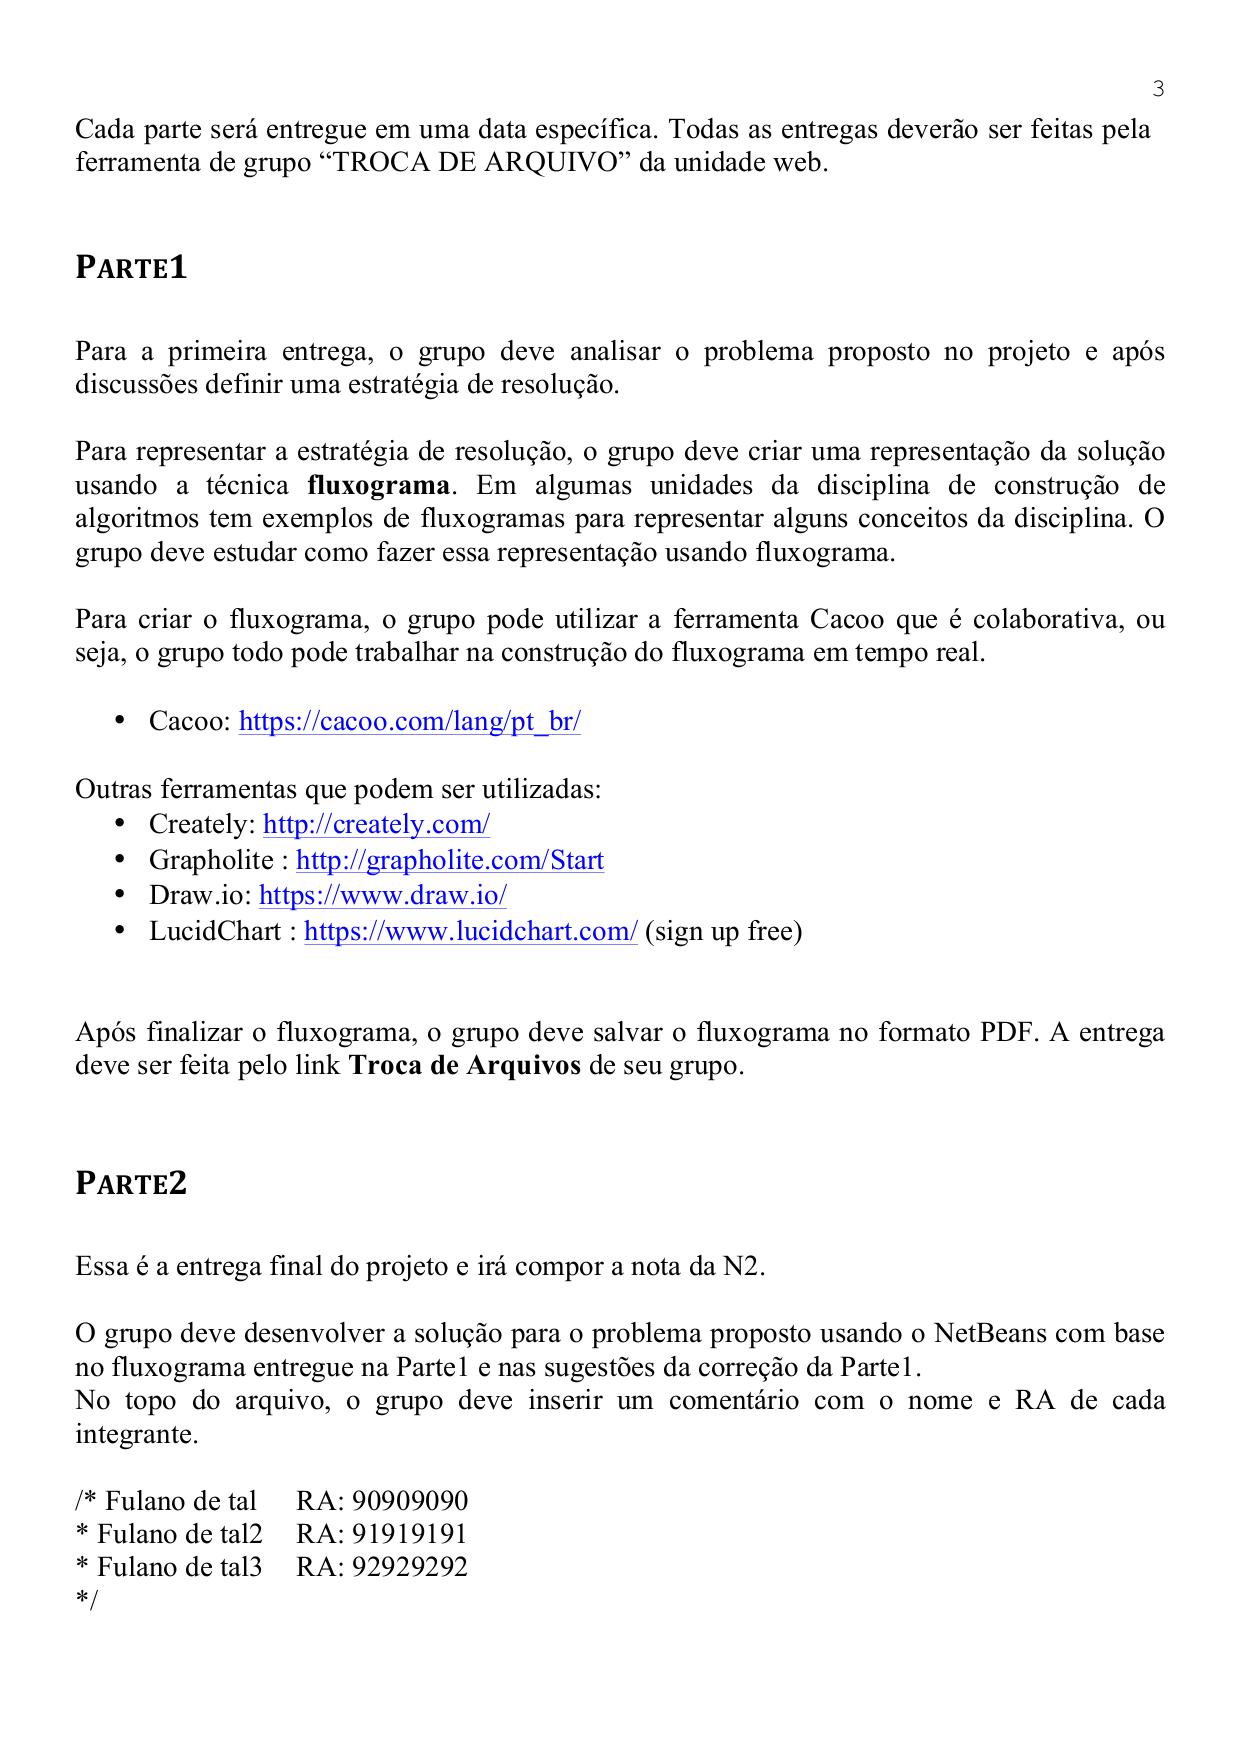 3
Cada parte será entregue em uma data específica. Todas as entregas deverão ser feitas pela
ferramenta de grupo “TROCA DE ARQUIVO” da unidade web.
PARTE1
Para a primeira entrega, o grupo deve analisar o problema proposto no projeto e após
discussões definir uma estratégia de resolução.
Para representar a estratégia de resolução, o grupo deve criar uma representação da solução
usando a técnica fluxograma. Em algumas unidades da disciplina de construção de
algoritmos tem exemplos de fluxogramas para representar alguns conceitos da disciplina. O
grupo deve estudar como fazer essa representação usando fluxograma.
Para criar o fluxograma, o grupo pode utilizar a ferramenta Cacoo que é colaborativa, ou
seja, o grupo todo pode trabalhar na construção do fluxograma em tempo real.
• Cacoo: https://cacoo.com/lang/pt_br/
Outras ferramentas que podem ser utilizadas:
• Creately: http://creately.com/
• Grapholite : http://grapholite.com/Start
• Draw.io: https://www.draw.io/
• LucidChart : https://www.lucidchart.com/ (sign up free)
Após finalizar o fluxograma, o grupo deve salvar o fluxograma no formato PDF. A entrega
deve ser feita pelo link Troca de Arquivos de seu grupo.
PARTE2
Essa é a entrega final do projeto e irá compor a nota da N2.
O grupo deve desenvolver a solução para o problema proposto usando o NetBeans com base
no fluxograma entregue na Parte1 e nas sugestões da correção da Parte1.
No topo do arquivo, o grupo deve inserir um comentário com o nome e RA de cada
integrante.
/* Fulano de tal RA: 90909090
* Fulano de tal2 RA: 91919191
* Fulano de tal3 RA: 92929292
*/